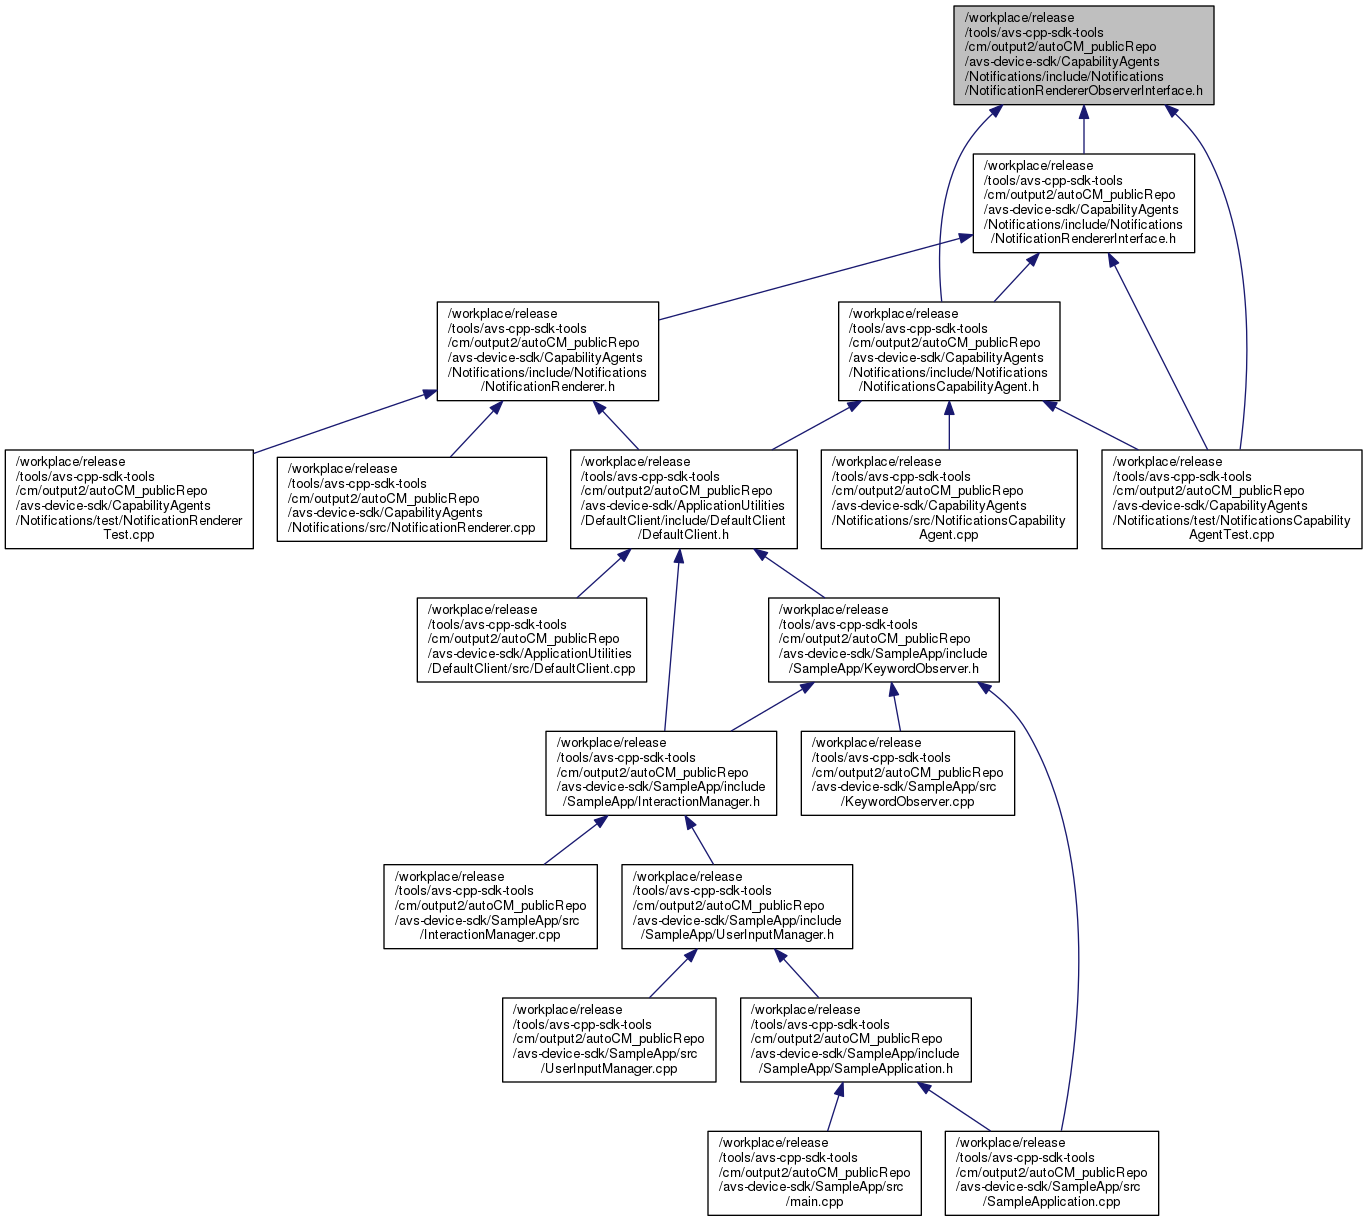 /workplace/release
/tools/avs-cpp-sdk-tools
/cm/output2/autoCM_publicRepo
/avs-device-sdk/CapabilityAgents
/Notifications/include/Notifications
/NotificationRendererObserverInterface.h
/workplace/release
/tools/avs-cpp-sdk-tools
/cm/output2/autoCM_publicRepo
/avs-device-sdk/CapabilityAgents
/Notifications/include/Notifications
/NotificationRendererInterface.h
/workplace/release
/tools/avs-cpp-sdk-tools
/cm/output2/autoCM_publicRepo
/avs-device-sdk/CapabilityAgents
/Notifications/include/Notifications
/NotificationRenderer.h
/workplace/release
/tools/avs-cpp-sdk-tools
/cm/output2/autoCM_publicRepo
/avs-device-sdk/CapabilityAgents
/Notifications/include/Notifications
/NotificationsCapabilityAgent.h
/workplace/release
/tools/avs-cpp-sdk-tools
/cm/output2/autoCM_publicRepo
/avs-device-sdk/CapabilityAgents
/Notifications/test/NotificationRenderer
Test.cpp
/workplace/release
/tools/avs-cpp-sdk-tools
/cm/output2/autoCM_publicRepo
/avs-device-sdk/CapabilityAgents
/Notifications/src/NotificationRenderer.cpp
/workplace/release
/tools/avs-cpp-sdk-tools
/cm/output2/autoCM_publicRepo
/avs-device-sdk/ApplicationUtilities
/DefaultClient/include/DefaultClient
/DefaultClient.h
/workplace/release
/tools/avs-cpp-sdk-tools
/cm/output2/autoCM_publicRepo
/avs-device-sdk/CapabilityAgents
/Notifications/src/NotificationsCapability
Agent.cpp
/workplace/release
/tools/avs-cpp-sdk-tools
/cm/output2/autoCM_publicRepo
/avs-device-sdk/CapabilityAgents
/Notifications/test/NotificationsCapability
AgentTest.cpp
/workplace/release
/tools/avs-cpp-sdk-tools
/cm/output2/autoCM_publicRepo
/avs-device-sdk/ApplicationUtilities
/DefaultClient/src/DefaultClient.cpp
/workplace/release
/tools/avs-cpp-sdk-tools
/cm/output2/autoCM_publicRepo
/avs-device-sdk/SampleApp/include
/SampleApp/KeywordObserver.h
/workplace/release
/tools/avs-cpp-sdk-tools
/cm/output2/autoCM_publicRepo
/avs-device-sdk/SampleApp/include
/SampleApp/InteractionManager.h
/workplace/release
/tools/avs-cpp-sdk-tools
/cm/output2/autoCM_publicRepo
/avs-device-sdk/SampleApp/src
/KeywordObserver.cpp
/workplace/release
/tools/avs-cpp-sdk-tools
/cm/output2/autoCM_publicRepo
/avs-device-sdk/SampleApp/src
/InteractionManager.cpp
/workplace/release
/tools/avs-cpp-sdk-tools
/cm/output2/autoCM_publicRepo
/avs-device-sdk/SampleApp/include
/SampleApp/UserInputManager.h
/workplace/release
/tools/avs-cpp-sdk-tools
/cm/output2/autoCM_publicRepo
/avs-device-sdk/SampleApp/src
/UserInputManager.cpp
/workplace/release
/tools/avs-cpp-sdk-tools
/cm/output2/autoCM_publicRepo
/avs-device-sdk/SampleApp/include
/SampleApp/SampleApplication.h
/workplace/release
/tools/avs-cpp-sdk-tools
/cm/output2/autoCM_publicRepo
/avs-device-sdk/SampleApp/src
/main.cpp
/workplace/release
/tools/avs-cpp-sdk-tools
/cm/output2/autoCM_publicRepo
/avs-device-sdk/SampleApp/src
/SampleApplication.cpp